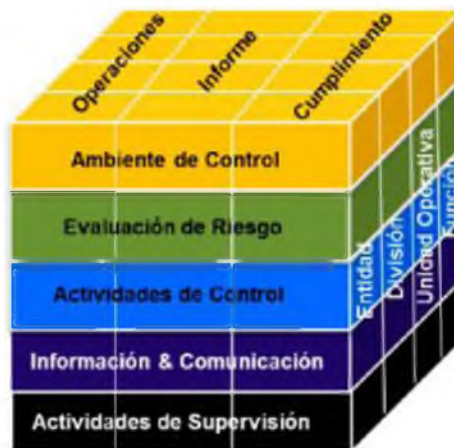 Operaciones
Informe
Cumplimiento
Ambiente de Control
Evaluación de Riesgo
Actividades de Control
Información & Comunicación
Actividades de Supervisión
Entidad
División
Unidad Operativa
Función